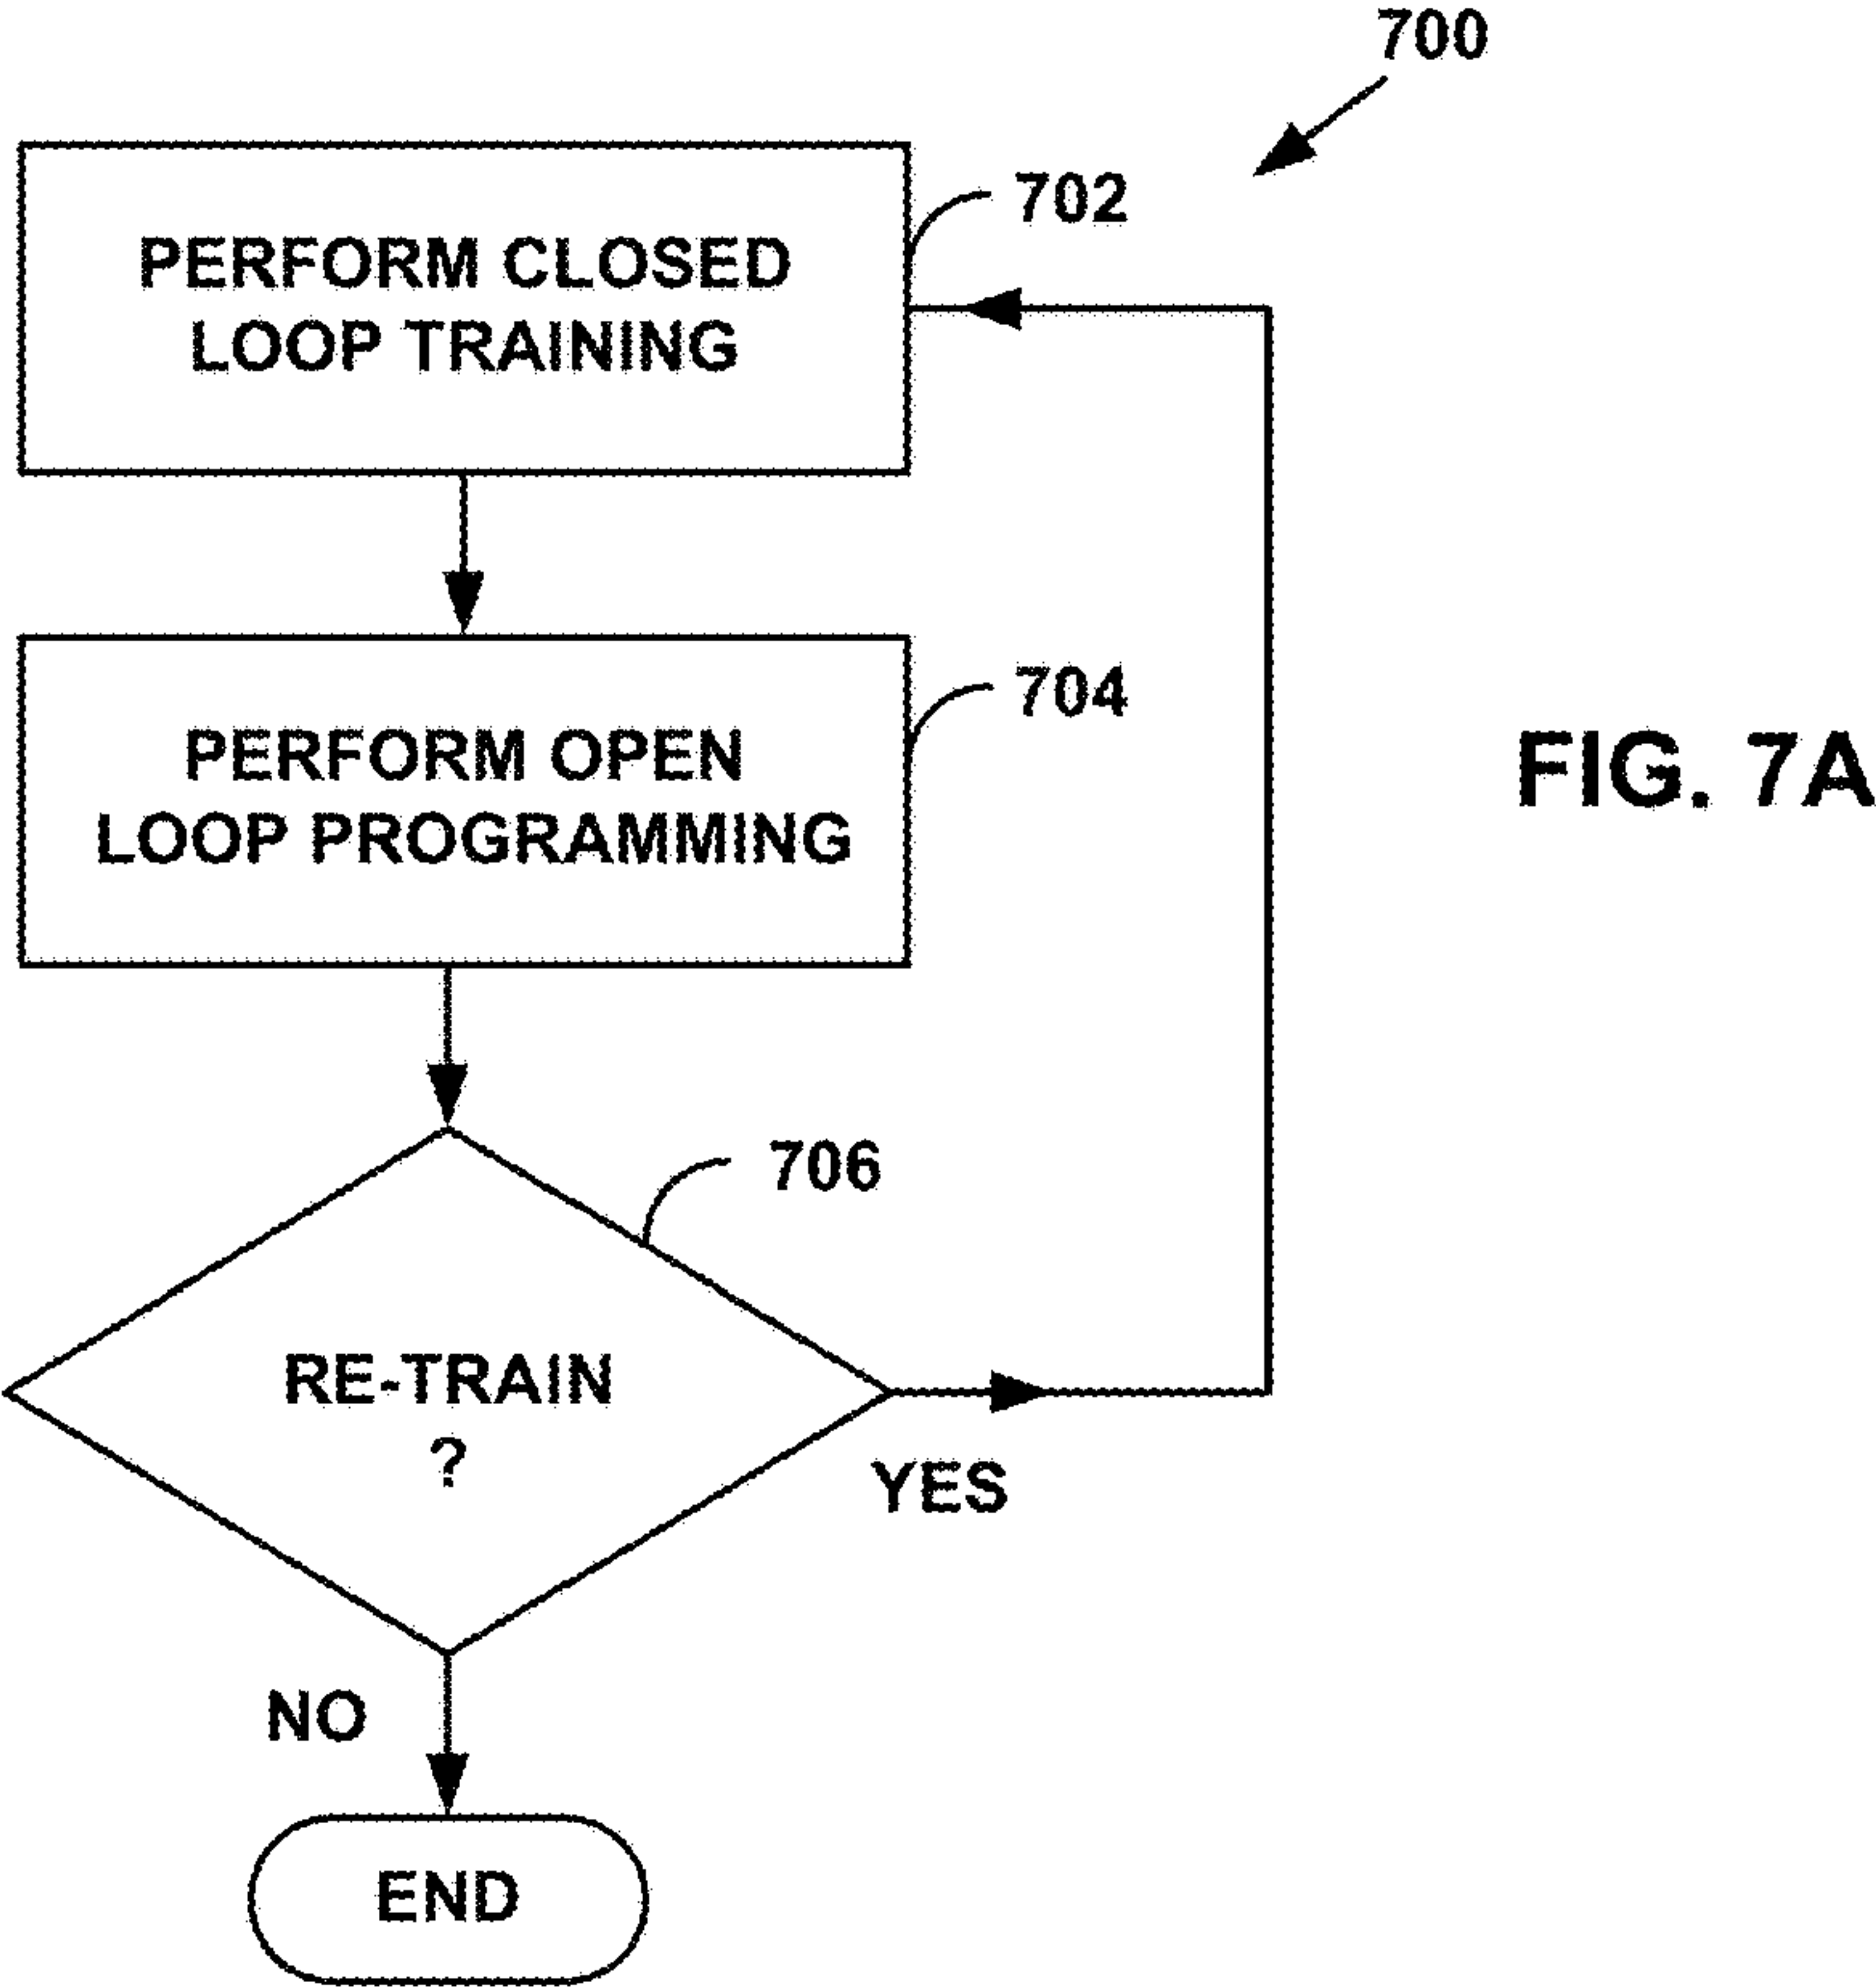 700
702
PERFORM CLOSED
LOOP TRAINING
704
PERFORM OPEN
LOOP PROGRAMMING
FIG. 7A
706
RE-TRAIN
?
YES
NO
END